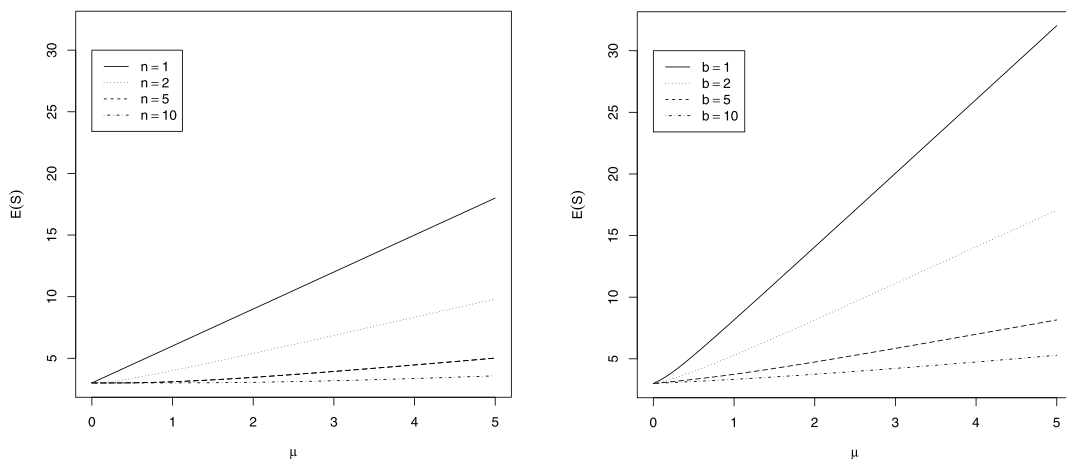 30
25
20
15
10
5
E(S)
n = 1
n = 2
n = 5
n = 10
0 1 2 3 4 5
μ
30
25
20
15
10
5
E(S)
b = 1
b = 2
b = 5
b = 10
0 1 2 3 4 5
μ